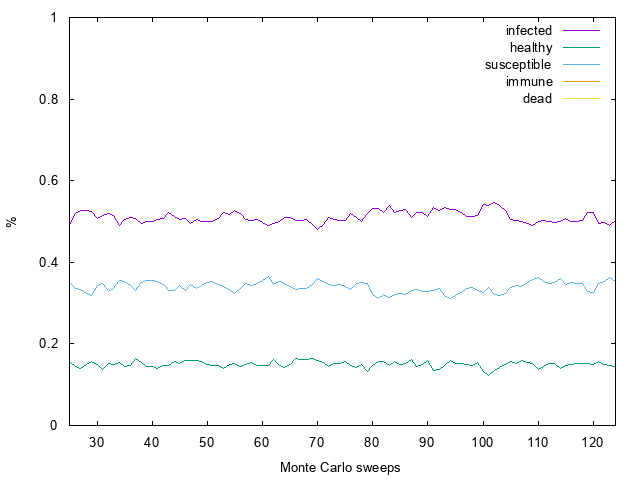 1
0.8
0.6
0.4
0.2
0
%
infected
healthy
susceptible
immune
dead
30 40 50 60 70 80 90 100 110 120
Monte Carlo sweeps